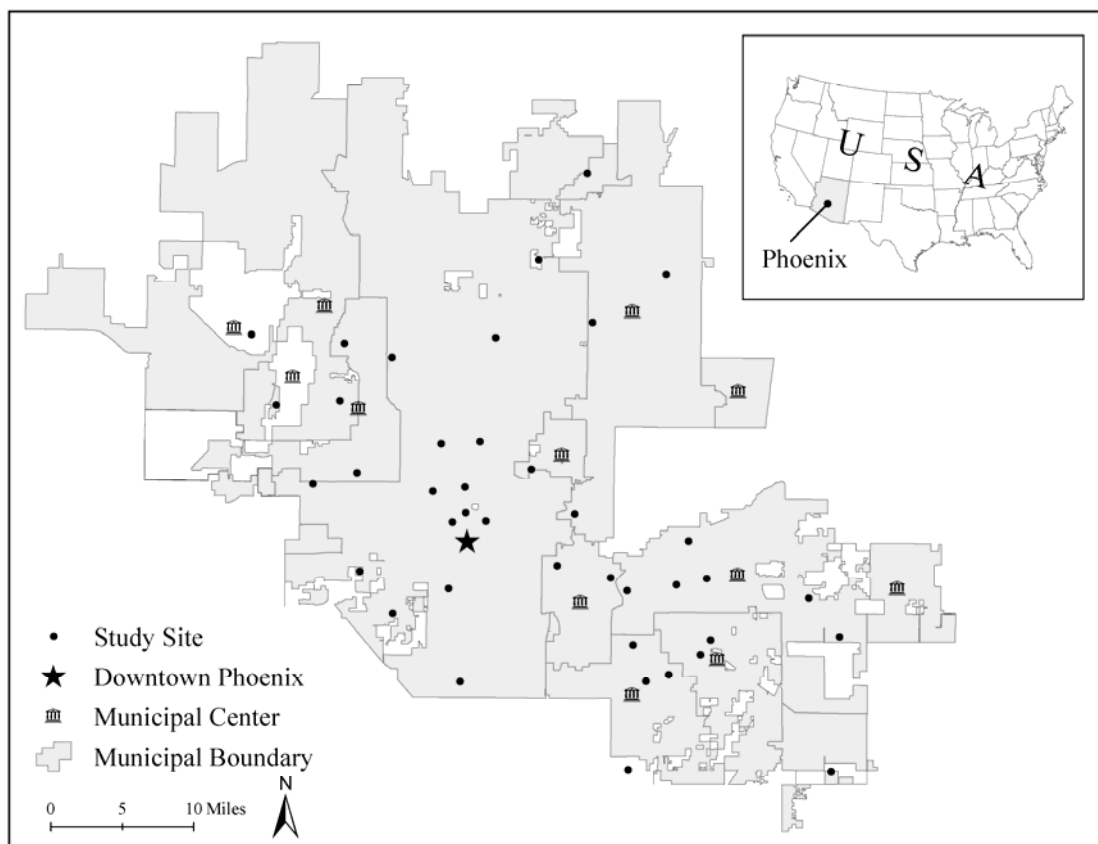 U S A
Phoenix
Study Site
Downtown Phoenix
Municipal Center
Municipal Boundary
N
0 5 10 Miles